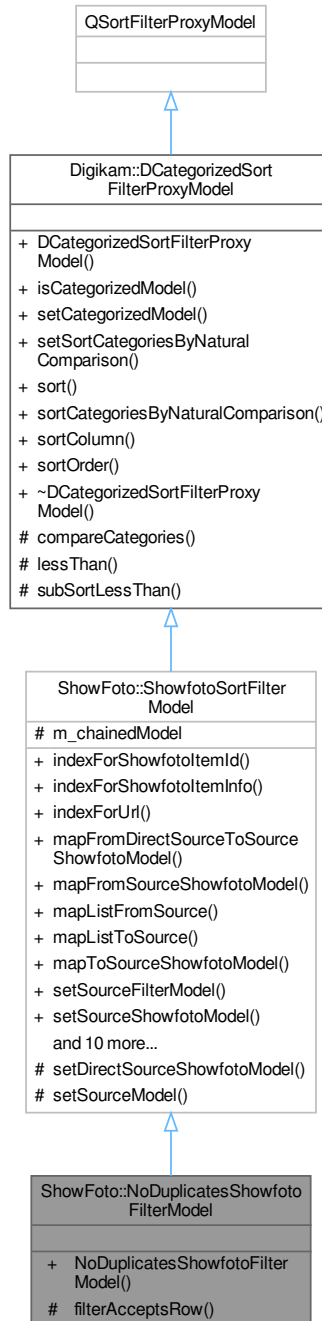 QSortFilterProxyModel
Digikam::DCategorizedSort
FilterProxyModel
+ DCategorizedSortFilterProxy
Model()
+ isCategorizedModel()
+ setCategorizedModel()
+ setSortCategoriesByNatural
Comparison()
+ sort()
+ sortCategoriesByNaturalComparison()
+ sortColumn()
+ sortOrder()
+ ~DCategorizedSortFilterProxy
Model()
# compareCategories()
# lessThan()
# subSortLessThan()
ShowFoto::ShowfotoSortFilter
Model
# m_chainedModel
+ indexForShowfotoItemId()
+ indexForShowfotoItemInfo()
+ indexForUrl()
+ mapFromDirectSourceToSource
ShowfotoModel()
+ mapFromSourceShowfotoModel()
+ mapListFromSource()
+ mapListToSource()
+ mapToSourceShowfotoModel()
+ setSourceFilterModel()
+ setSourceShowfotoModel()
and 10 more...
# setDirectSourceShowfotoModel()
# setSourceModel()
ShowFoto::NoDuplicatesShowfoto
FilterModel
+ NoDuplicatesShowfotoFilter
Model()
# filterAcceptsRow()